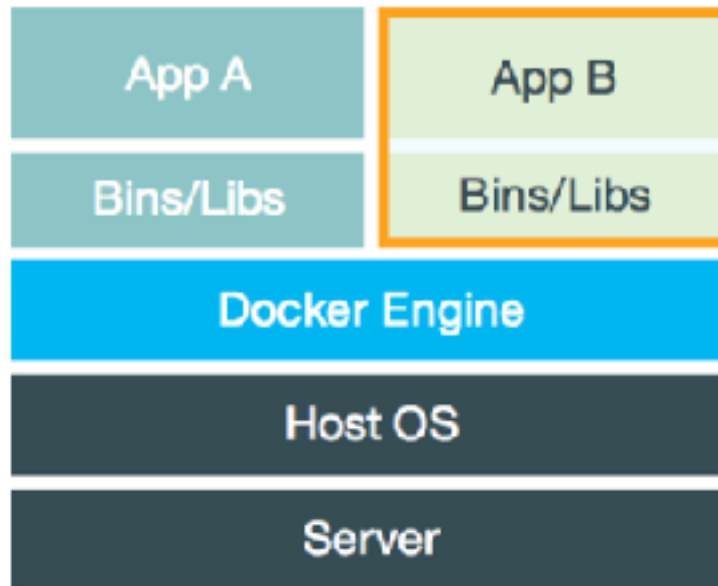 App A
App B
Bins/Libs
Bins/Libs
Docker Engine
Host OS
Server